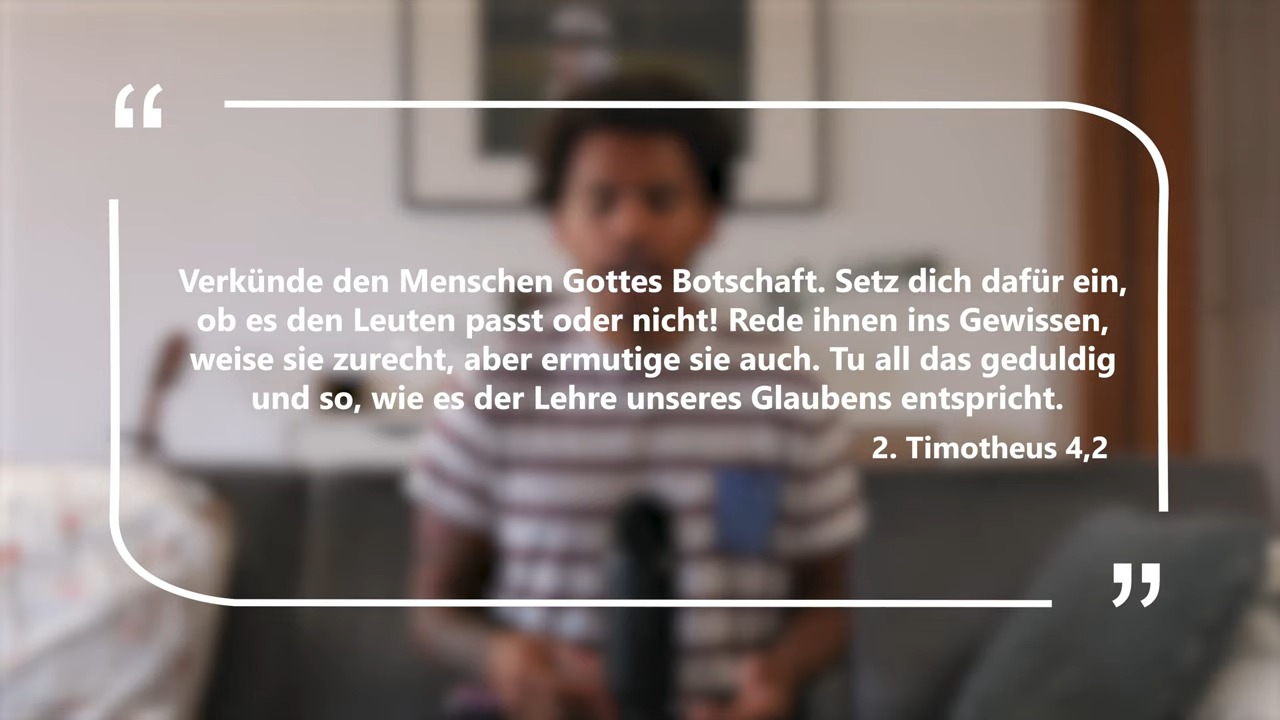 Verkünde den Menschen Gottes Botschaft. Setz dich dafür ein,
ob es den Leuten passt oder nicht! Rede ihnen ins Gewissen,
weise sie zurecht, aber ermutige sie auch. Tu all das geduldig
und so, wie es der Lehre unseres Glaubens entspricht.
2. Timotheus 4,2